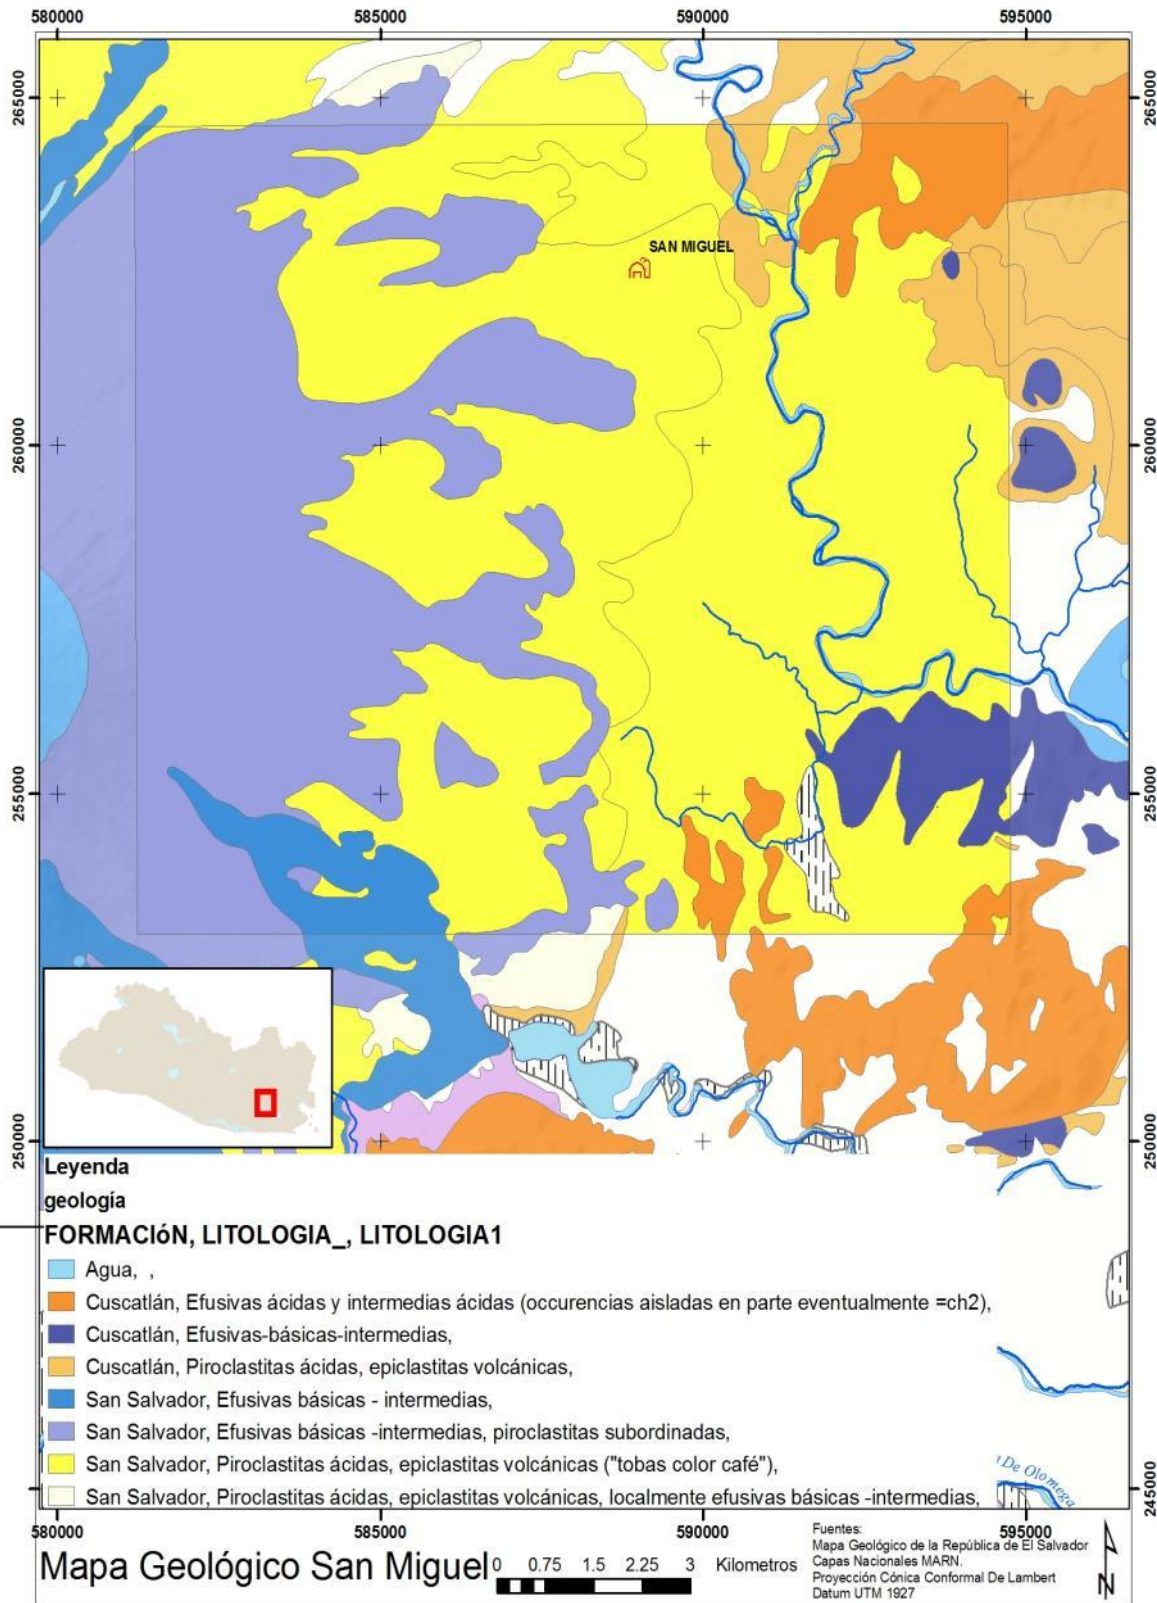 580000 585000 590000 595000
265000 265000
SAN MIGUEL
260000 260000
255000 255000
250000 250000
Leyenda
geología
FORMACIóN, LITOLOGIA_, LITOLOGIA1
Agua, ,
Cuscatlán, Efusivas ácidas y intermedias ácidas (occurencias aisladas en parte eventualmente =ch2),
Cuscatlán, Efusivas-básicas-intermedias,
Cuscatlán, Piroclastitas ácidas, epiclastitas volcánicas,
San Salvador, Efusivas básicas - intermedias,
San Salvador, Efusivas básicas -intermedias, piroclastitas subordinadas,
San Salvador, Piroclastitas ácidas, epiclastitas volcánicas ("tobas color café"),
San Salvador, Piroclastitas ácidas, epiclastitas volcánicas, localmente efusivas básicas -intermedias,
De Olomega
245000 245000
580000 585000 590000 595000
Mapa Geológico San Miguel
0 0.75 1.5 2.25 3 Kilometros
Fuentes:
Mapa Geológico de la República de El Salvador
Capas Nacionales MARN.
Proyección Cónica Conformal De Lambert
Datum UTM 1927
N